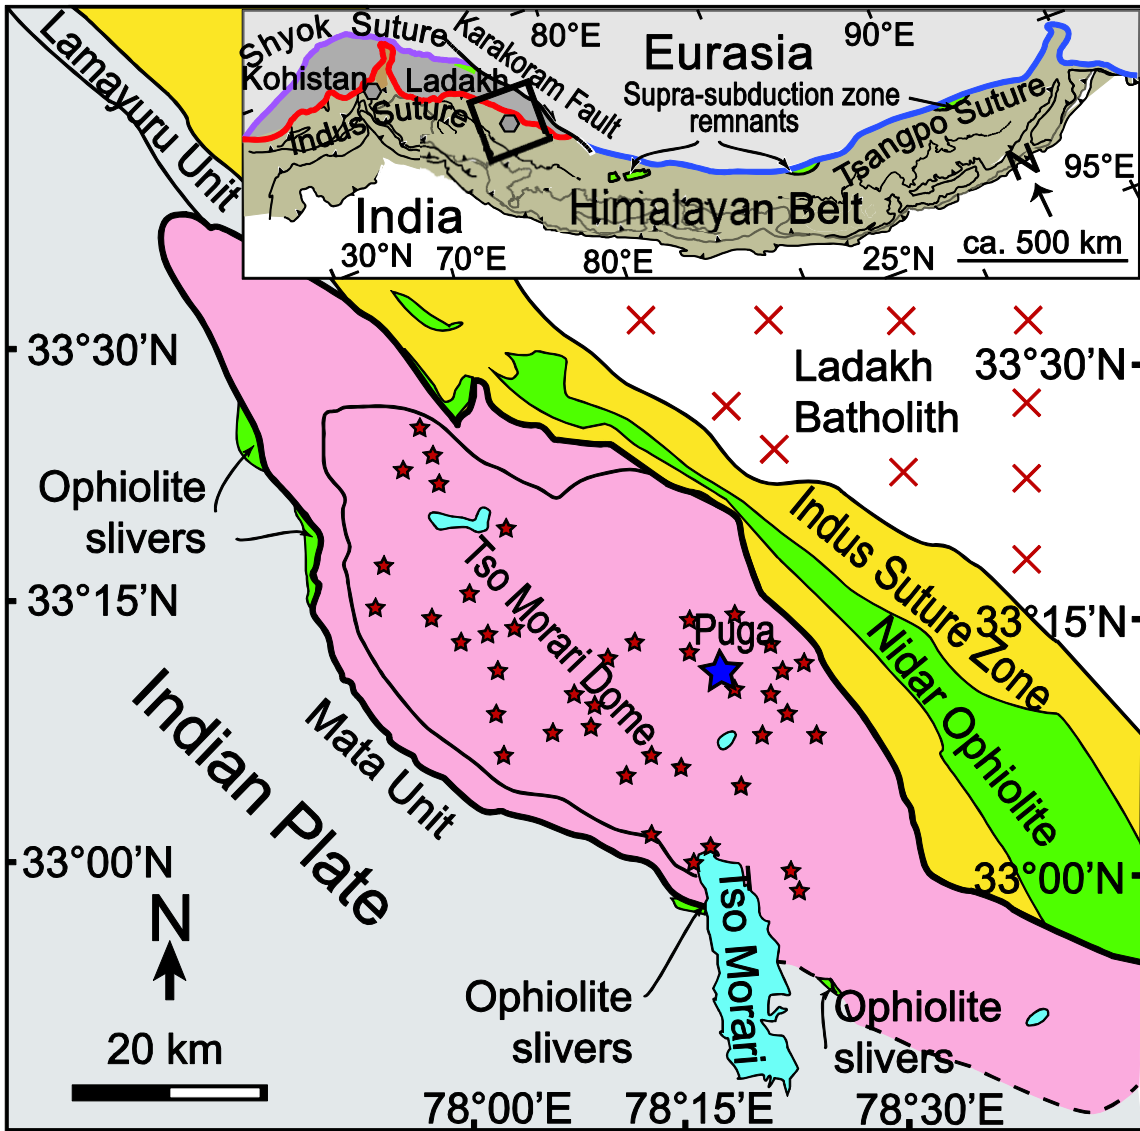 Lamayuru Unit
Shyok Suture
Karakoram Fault
80°E
90°E
Eurasia
Kohistan
Ladakh
Indus Suture
Supra-subduction zone
remnants
Tsangpo Suture
N
95°E
India
Himalayan Belt
30°N
70°E
80°E
25°N
ca. 500 km
33°30’N
Ladakh
Batholith
33°30’N
Ophiolite
slivers
Indus Suture Zone
33°15’N
Tso Morari Dome
Puga
33°15’N
Nidar Ophiolite
Indian Plate
Mata Unit
33°00’N
33°00’N
N
Tso Morari
Ophiolite
slivers
Ophiolite
slivers
20 km
78°00’E
78°15’E
78°30’E